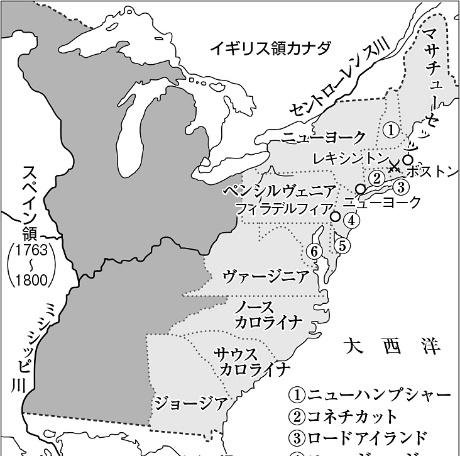 イギリス領カナダ
セントローレンス川
マサチューセッツ
ニューヨーク
①
レキシントン
ボストン
②
③
ペンシルヴェニア
ニューヨーク
フィラデルフィア
④
⑤
⑥
スペイン領
(1763
〜
1800)
ヴァージニア
ノース
カロライナ
ミシシッピ川
サウス
カロライナ
大西洋
ジョージア
①ニューハンプシャー
②コネチカット
③ロードアイランド